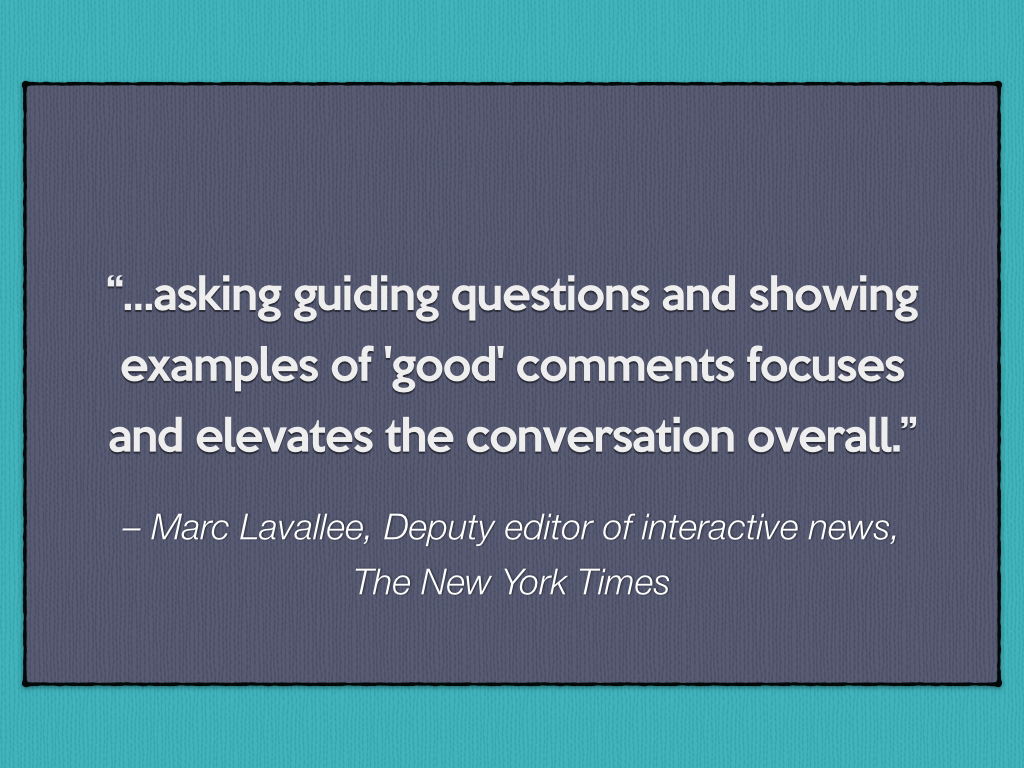 “...asking guiding questions and showing
examples of 'good' comments focuses
and elevates the conversation overall.”
– Marc Lavallee, Deputy editor of interactive news,
The New York Times